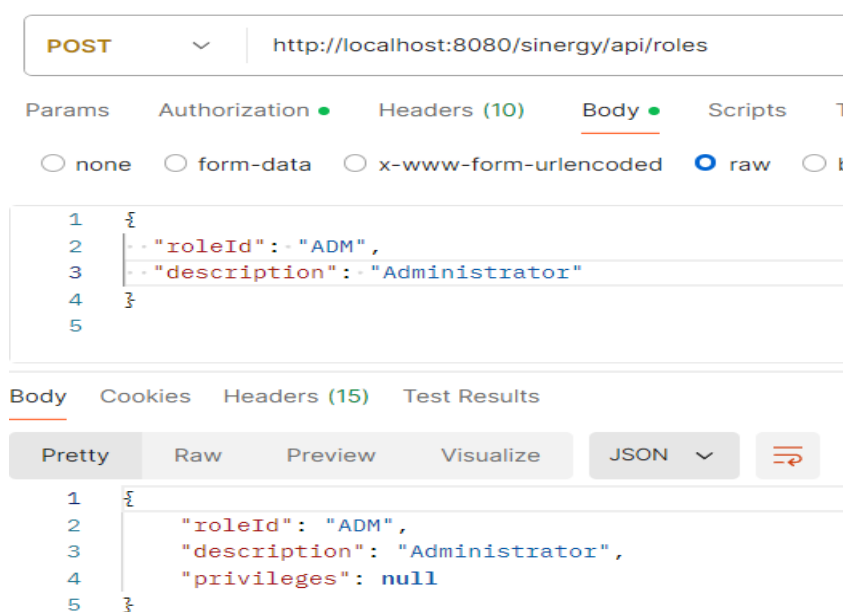 POST http://localhost:8080/sinergy/api/roles
Params Authorization Headers (10) Body Scripts
none form-data x-www-form-urlencoded raw
1 {
2 "roleId": "ADM",
3 "description": "Administrator"
4 }
5
Body Cookies Headers (15) Test Results
Pretty Raw Preview Visualize JSON
1 {
2 "roleId": "ADM",
3 "description": "Administrator",
4 "privileges": null
5 }